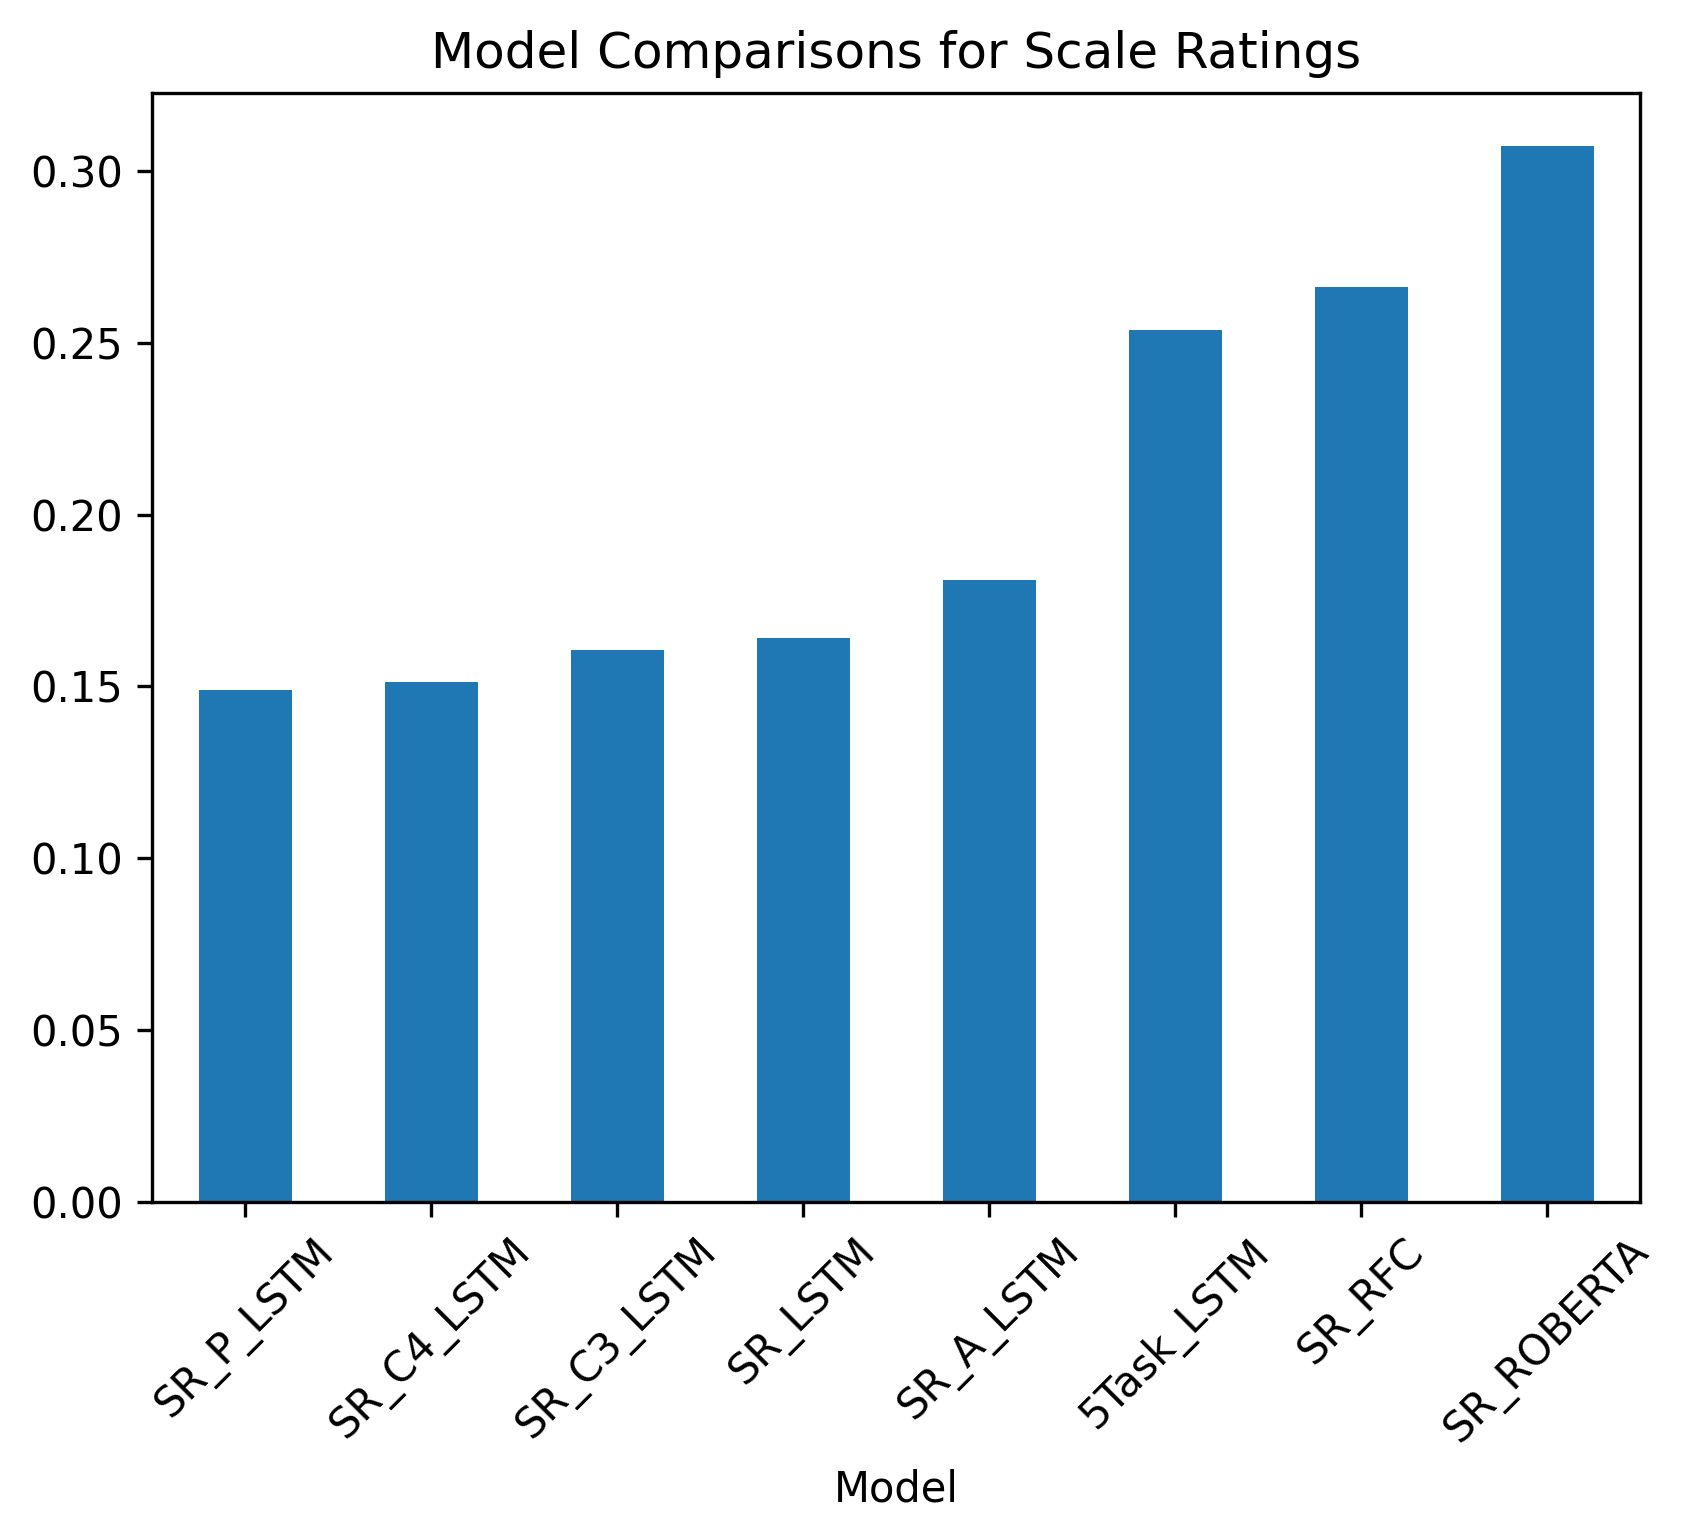 Model Comparisons for Scale Ratings
0.30
0.25
0.20
0.15
0.10
0.05
0.00
SR_P_LSTM
SR_C4_LSTM
SR_C3_LSTM
SR_LSTM
SR_A_LSTM
5Task_LSTM
SR_RFC
SR_ROBERTA
Model